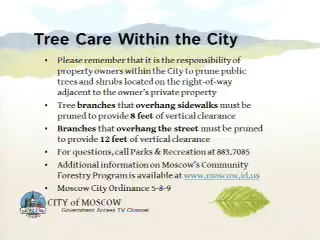 Tree Care Within the City
• Please remember that it is the responsibility of
property owners within the City to prune public
trees and shrubs located on the right-of-way
adjacent to the owner's private property
• Tree branches that overhang sidewalks must be
pruned to provide 8 feet of vertical clearance
• Branches that overhang the street must be pruned
to provide 12 feet of vertical clearance
• For questions, call Parks & Recreation at 883.7085
• Additional information on Moscow's Community
Forestry Program is available at www.moscow.id.us
• Moscow City Ordinance 5-8-9
CITY of MOSCOW
Government Access TV Channel